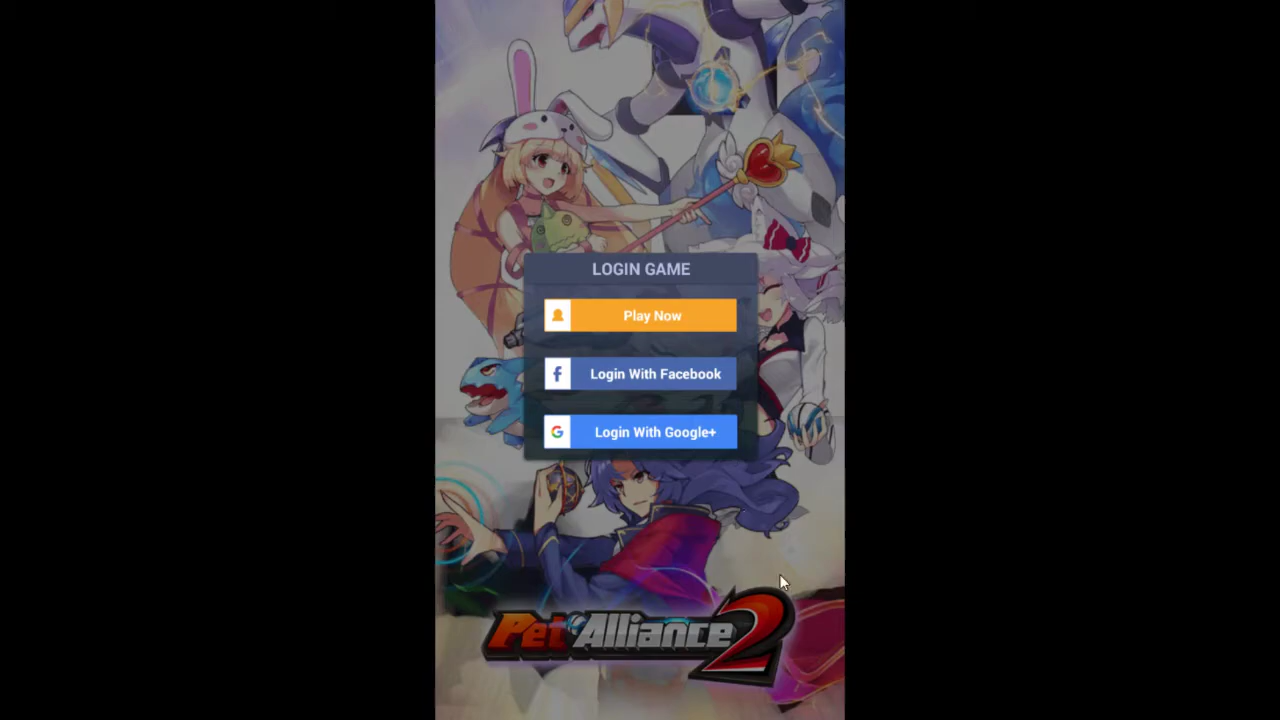 LOGIN GAME
Play Now
Login With Facebook
Login With Google+
Pet Alliance 2